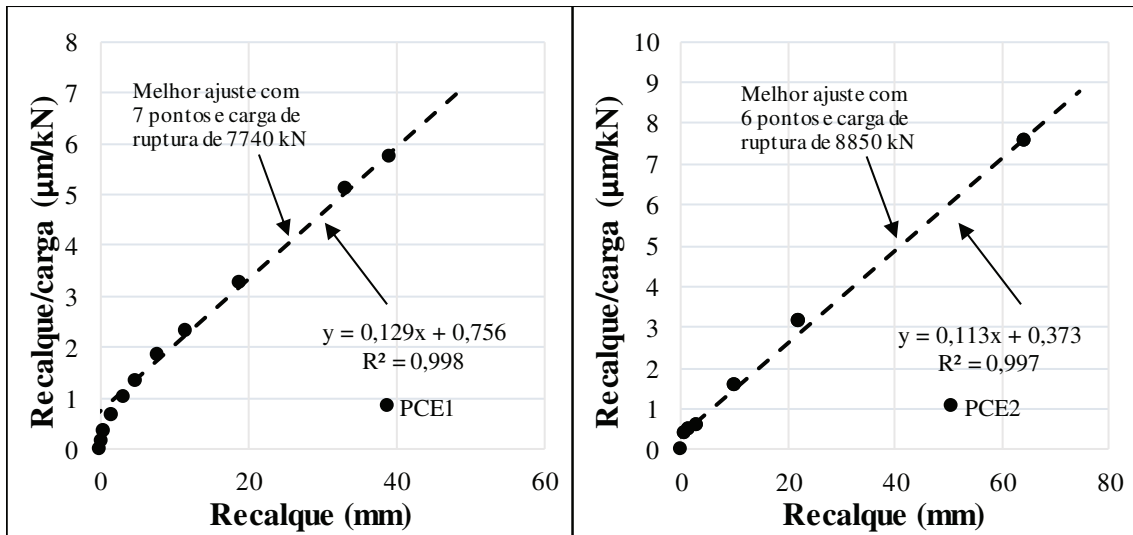 Recalque/carga (µm/kN)
8
7
6
5
4
3
2
1
0
Melhor ajuste com
7 pontos e carga de
ruptura de 7740 kN
y = 0,129x + 0,756
R² = 0,998
PCE1
0
20
40
60
Recalque (mm)
Recalque/carga (µm/kN)
10
9
8
7
6
5
4
3
2
1
0
Melhor ajuste com
6 pontos e carga de
ruptura de 8850 kN
y = 0,113x + 0,373
R² = 0,997
PCE2
0
20
40
60
80
Recalque (mm)